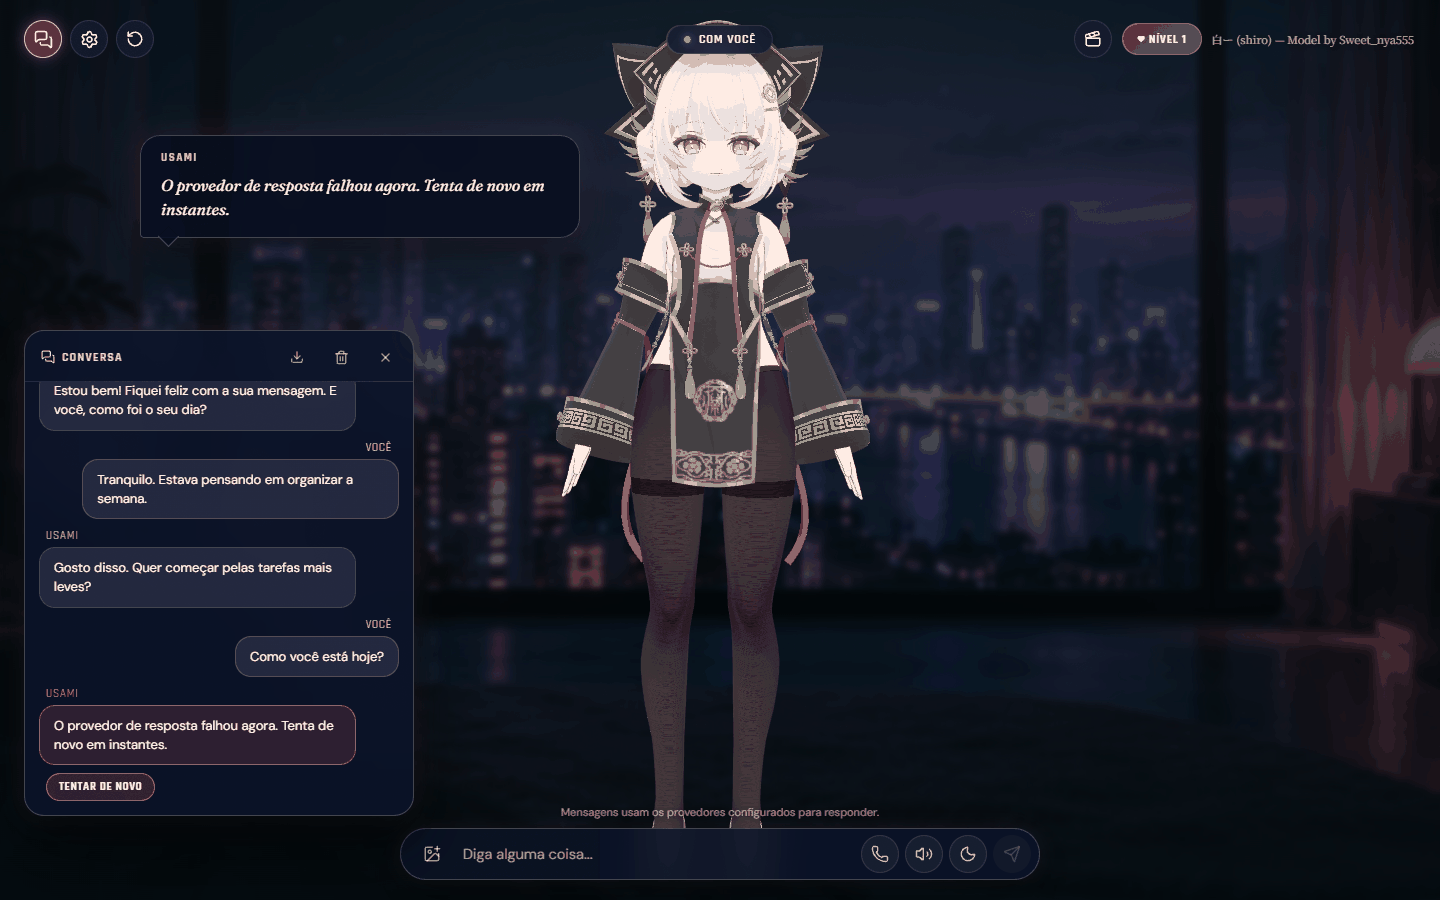 COM VOCÊ
NÍVEL 1
白一 (shiro) — Model by Sweet_nya555
USAMI
O provedor de resposta falhou agora. Tenta de novo em
instantes.
CONVERSA
Estou bem! Fiquei feliz com a sua mensagem. E
você, como foi o seu dia?
VOCÊ
Tranquilo. Estava pensando em organizar a
semana.
USAMI
Gosto disso. Quer começar pelas tarefas mais
leves?
VOCÊ
Como você está hoje?
USAMI
O provedor de resposta falhou agora. Tenta de
novo em instantes.
TENTAR DE NOVO
Mensagens usam os provedores configurados para responder.
Diga alguma coisa...